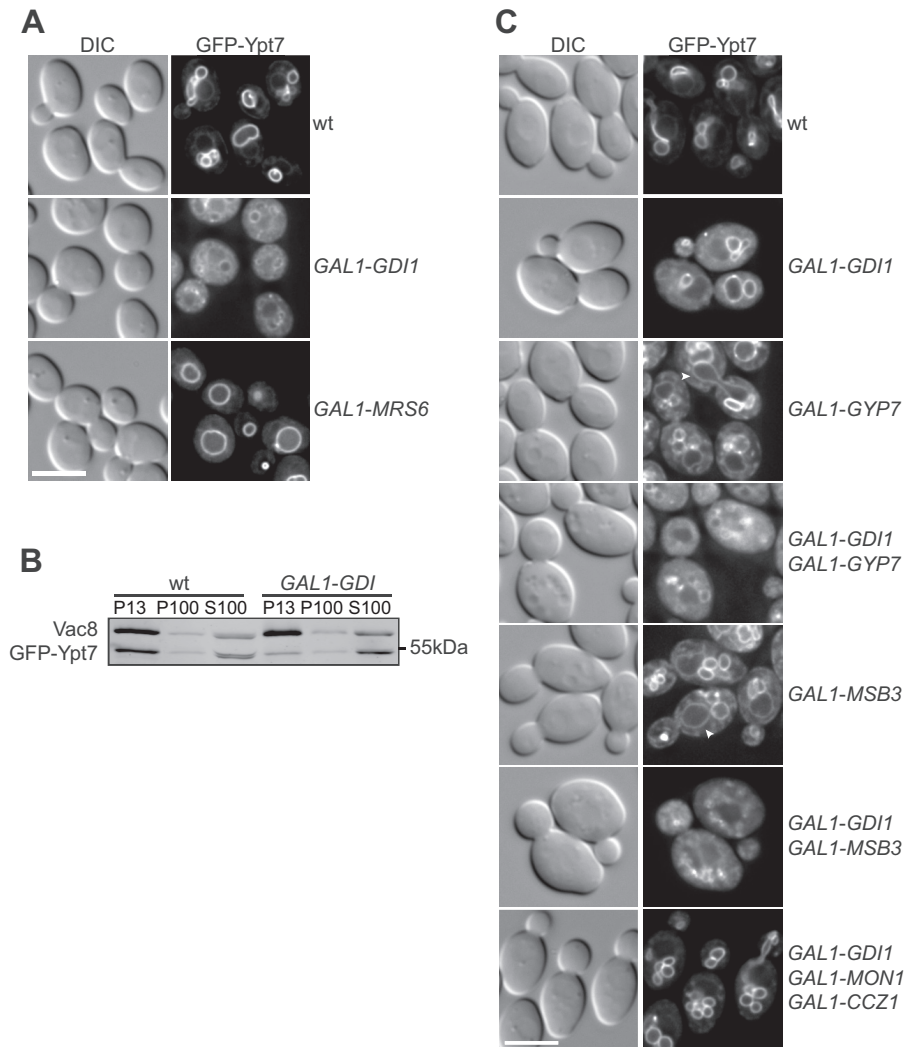 A
DIC GFP-Ypt7
wt
GAL1-GDI1
GAL1-MRS6
B
wt GAL1-GDI
P13 P100 S100 P13 P100 S100
Vac8
GFP-Ypt7
55kDa
C
DIC GFP-Ypt7
wt
GAL1-GDI1
GAL1-GYP7
GAL1-GDI1
GAL1-GYP7
GAL1-MSB3
GAL1-GDI1
GAL1-MSB3
GAL1-GDI1
GAL1-MON1
GAL1-CCZ1